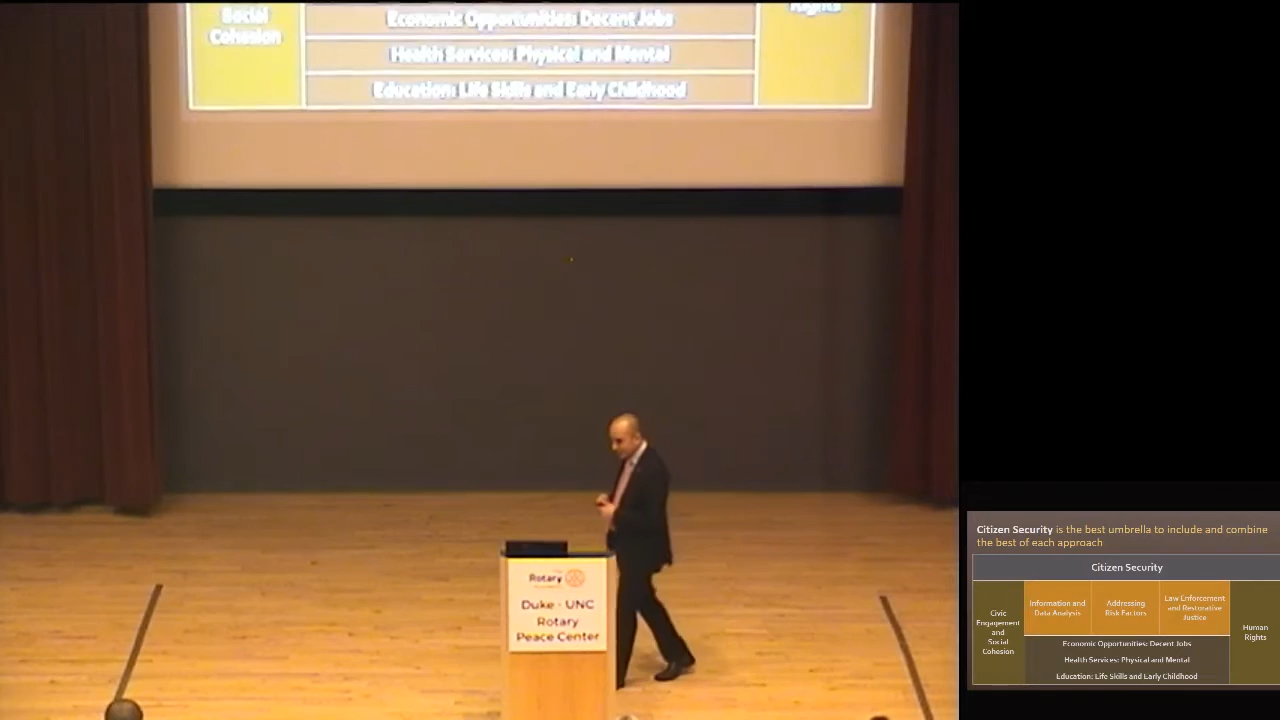 Social
Cohesion
Economic Opportunities: Decent Jobs
Health Services: Physical and Mental
Education: Life Skills and Early Childhood
Rights
Rotary
Duke - UNC
Rotary
Peace Center
Citizen Security is the best umbrella to include and combine
the best of each approach
Citizen Security
Civic
Engagement
and
Social
Cohesion
Information and
Data Analysis
Addressing
Risk Factors
Law Enforcement
and Restorative
Justice
Economic Opportunities: Decent Jobs
Health Services: Physical and Mental
Education: Life Skills and Early Childhood
Human
Rights